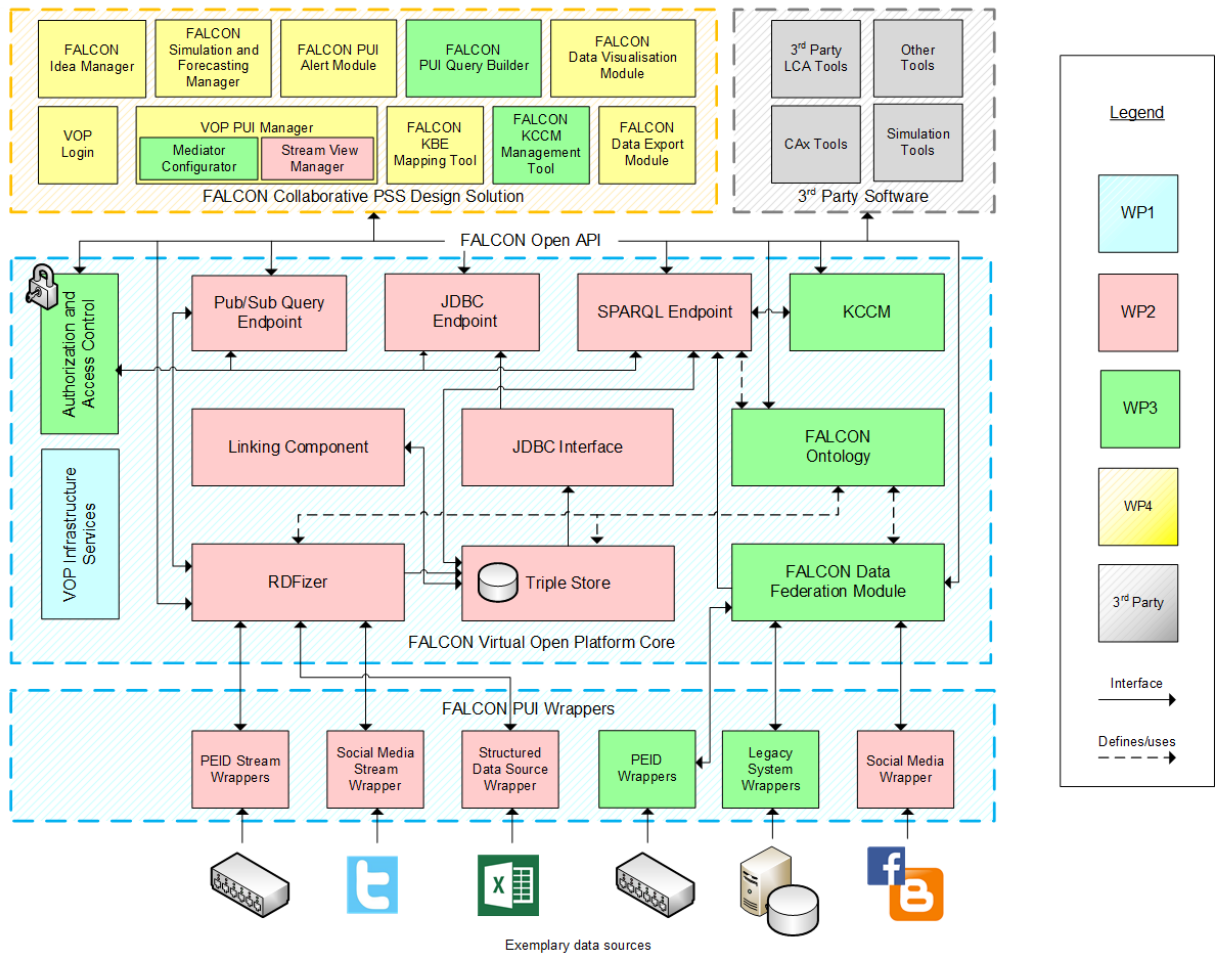 FALCON
Idea Manager
FALCON
Simulation and
Forecasting
Manager
FALCON PUI
Alert Module
FALCON
PUI Query Builder
FALCON
Data Visualisation
Module
VOP
Login
VOP PUI Manager
Mediator
Configurator
Stream View
Manager
FALCON
KBE
Mapping Tool
FALCON
KCCM
Management
Tool
FALCON
Data Export
Module
FALCON Collaborative PSS Design Solution
3rd Party
LCA Tools
Other
Tools
CAx Tools
Simulation
Tools
3rd Party Software
FALCON Open API
Authorization and
Access Control
Pub/Sub Query
Endpoint
JDBC
Endpoint
SPARQL Endpoint
KCCM
Linking Component
JDBC Interface
FALCON
Ontology
VOP Infrastructure
Services
RDFizer
Triple Store
FALCON Data
Federation Module
FALCON Virtual Open Platform Core
FALCON PUI Wrappers
PEID Stream
Wrappers
Social Media
Stream
Wrapper
Structured
Data Source
Wrapper
PEID
Wrappers
Legacy
System
Wrappers
Social Media
Wrapper
X
Exemplary data sources
Legend
WP1
WP2
WP3
WP4
3rd Party
Interface
Defines/uses